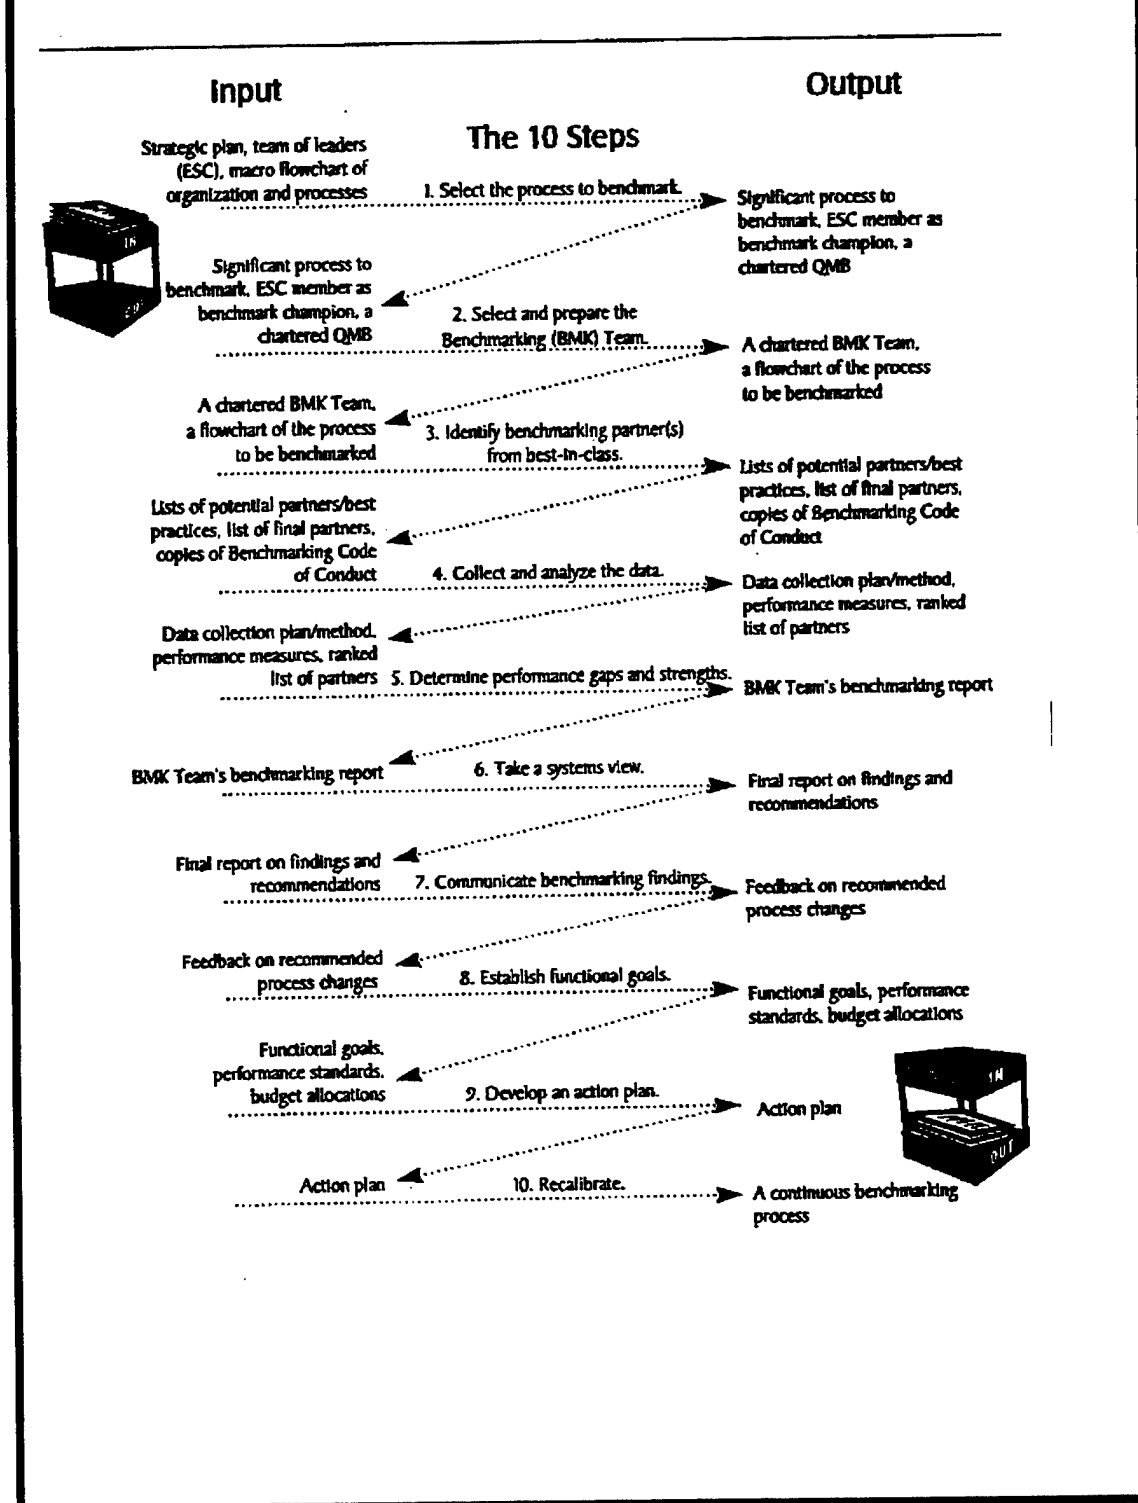 Input
Output
The 10 Steps
Strategic plan, team of leaders
(ESC), macro flowchart of
organization and processes
1. Select the process to benchmark.
Significant process to
benchmark, ESC member as
benchmark champion, a
chartered QMB
IN
OUT
Significant process to
benchmark, ESC member as
benchmark champion, a
chartered QMB
2. Select and prepare the
Benchmarking (BMK) Team.
A chartered BMK Team,
a flowchart of the process
to be benchmarked
A chartered BMK Team,
a flowchart of the process
to be benchmarked
3. Identify benchmarking partner(s)
from best-in-class.
Lists of potential partners/best
practices, list of final partners,
copies of Benchmarking Code
of Conduct
Lists of potential partners/best
practices, list of final partners,
copies of Benchmarking Code
of Conduct
4. Collect and analyze the data.
Data collection plan/method,
performance measures, ranked
list of partners
Data collection plan/method,
performance measures, ranked
list of partners
5. Determine performance gaps and strengths.
BMK Team's benchmarking report
BMK Team's benchmarking report
6. Take a systems view.
Final report on findings and
recommendations
Final report on findings and
recommendations
7. Communicate benchmarking findings.
Feedback on recommended
process changes
Feedback on recommended
process changes
8. Establish functional goals.
Functional goals, performance
standards, budget allocations
Functional goals,
performance standards,
budget allocations
9. Develop an action plan.
Action plan
IN
OUT
Action plan
10. Recalibrate.
A continuous benchmarking
process